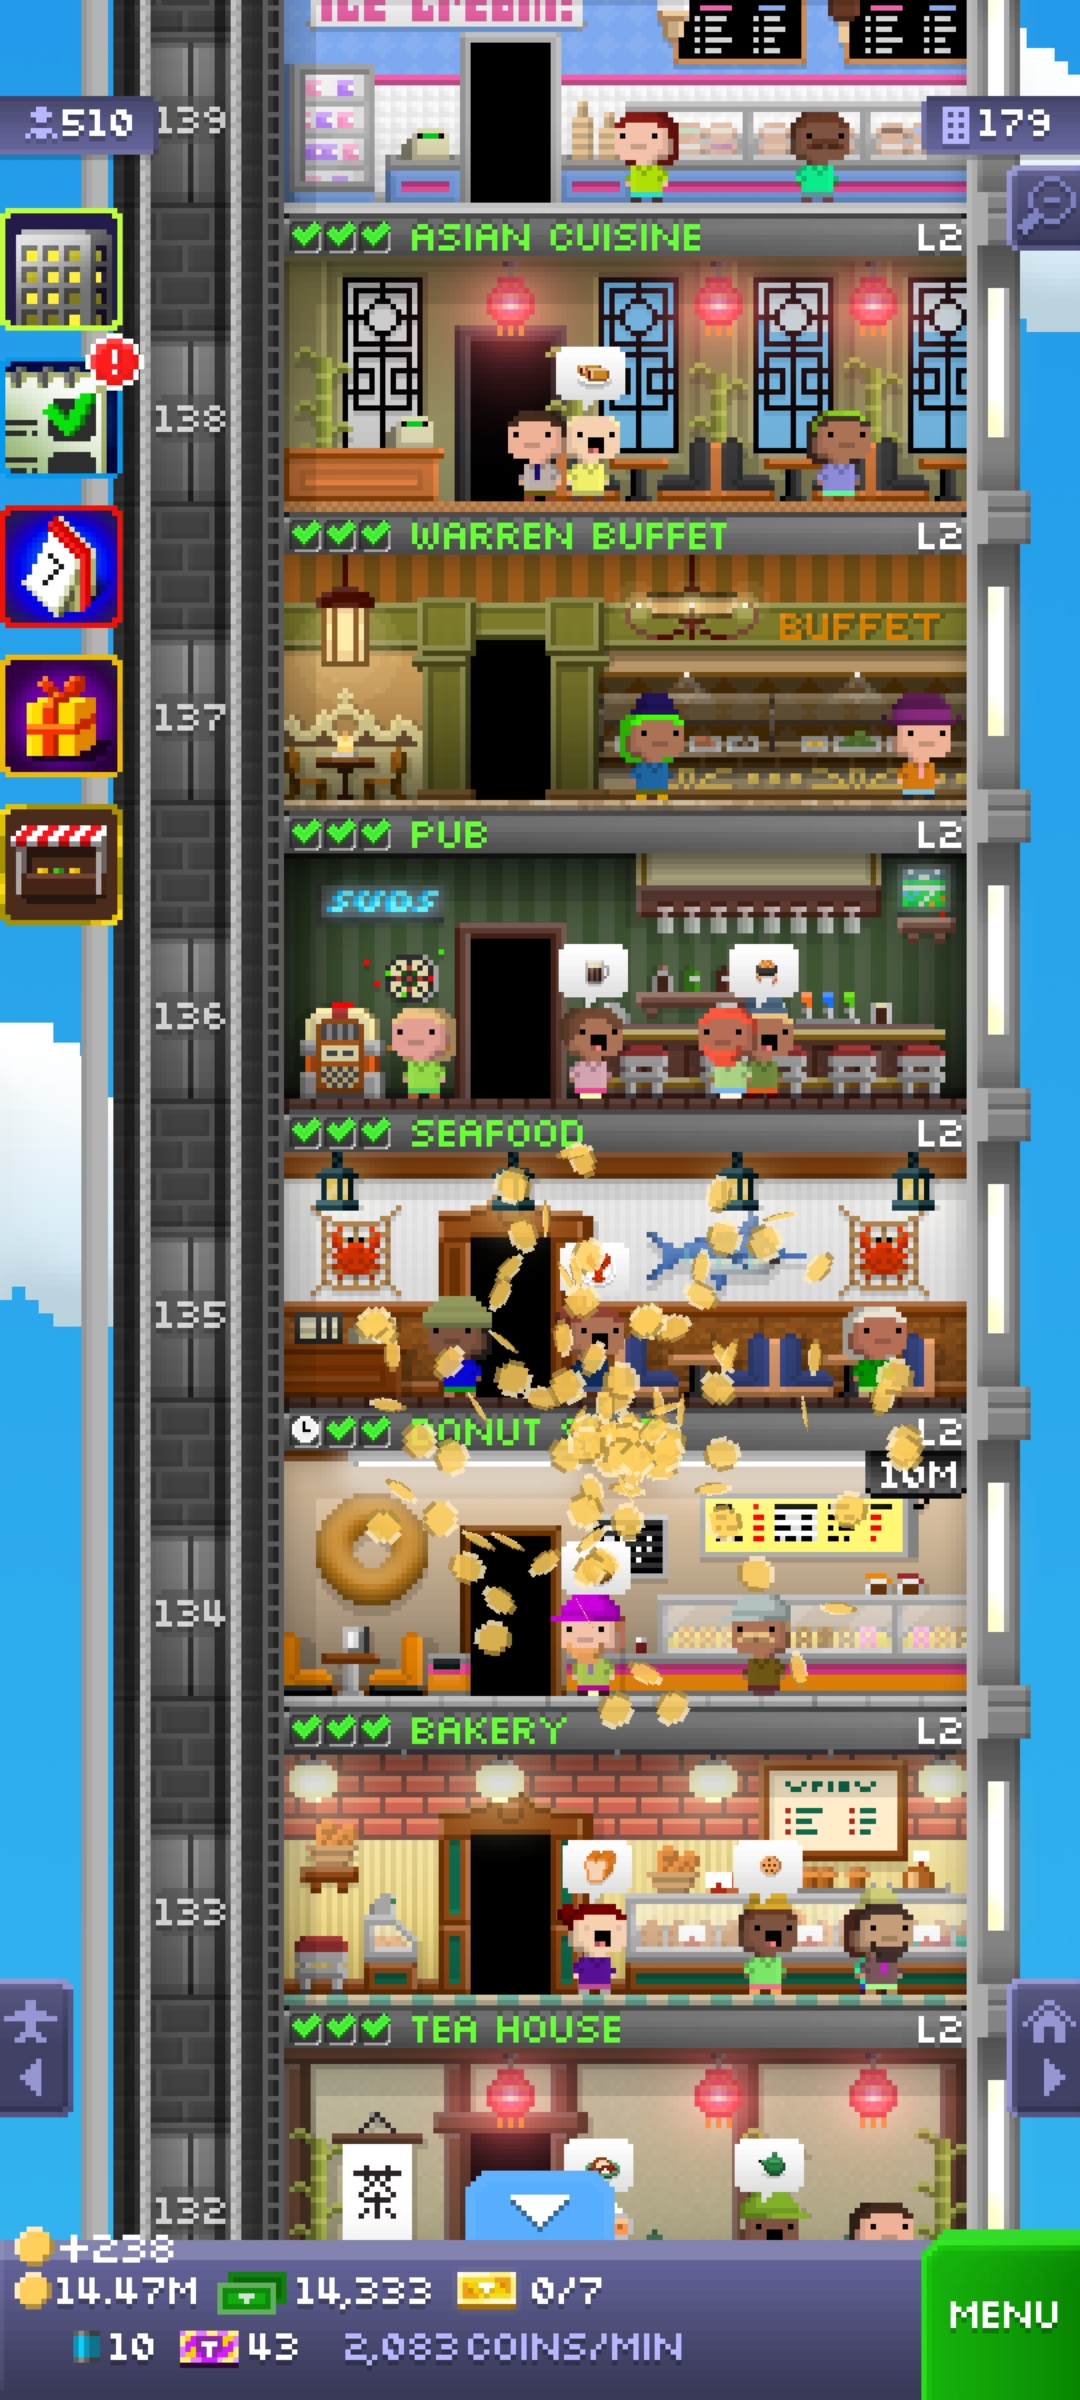 ICE CREAM!
510
139
179
ASIAN CUISINE
L2
138
WARREN BUFFET
L2
BUFFET
137
PUB
L2
SUDS
136
SEAFOOD
L2
135
DONUT
L2
10M
134
BAKERY
L2
133
TEA HOUSE
L2
茶
132
+238
14.47M
14,333
0/7
MENU
10
43
2,083 COINS/MIN